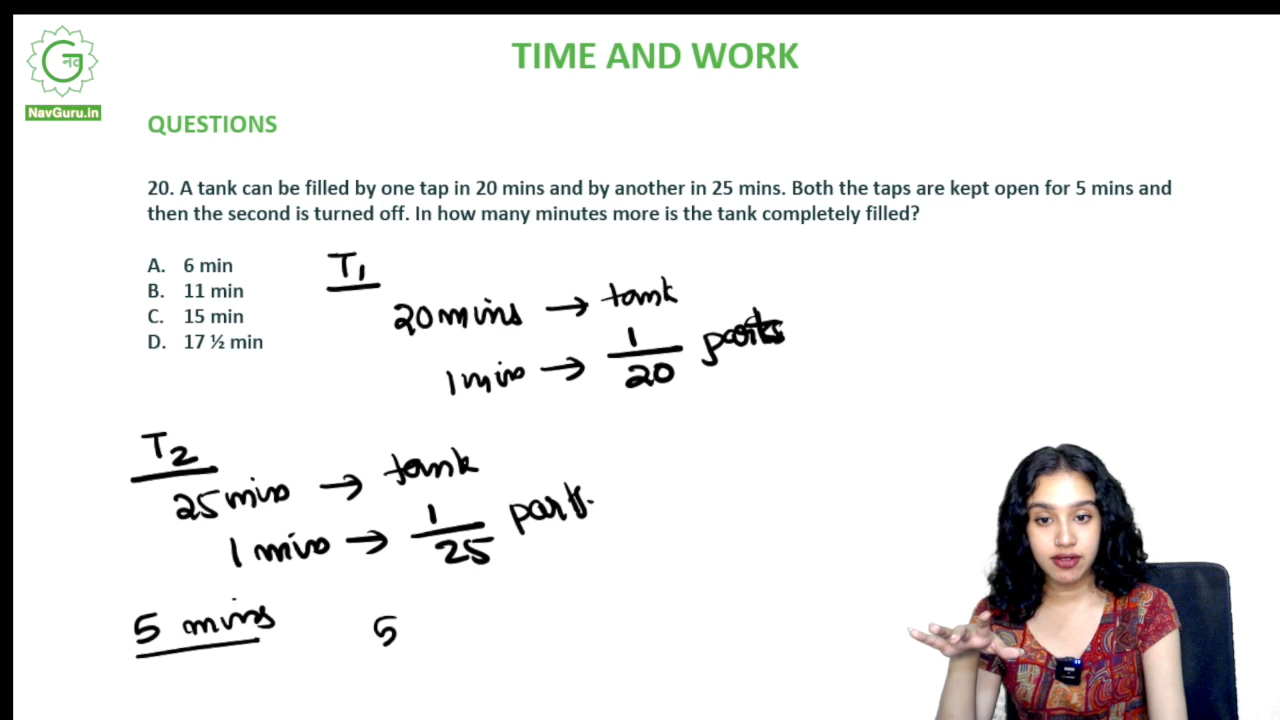 TIME AND WORK
नव
NavGuru.in
QUESTIONS
20. A tank can be filled by one tap in 20 mins and by another in 25 mins. Both the taps are kept open for 5 mins and
then the second is turned off. In how many minutes more is the tank completely filled?
A. 6 min
B. 11 min
C. 15 min
D. 17 ½ min
T1
20 mins → tank
1 min → 1/20 parts
T2
25 mins → tank
1 mins → 1/25 parts.
5 mins 5